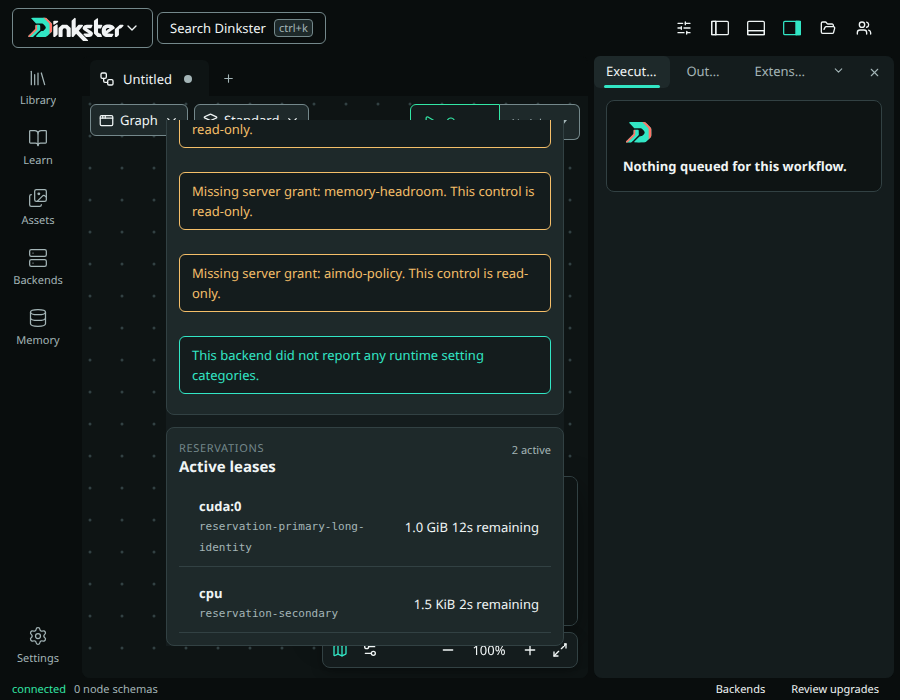 Dinkster
Search Dinkster ctrl+k
Library
Learn
Assets
Backends
Memory
Settings
Untitled
Graph
Standard
read-only.
Missing server grant: memory-headroom. This control is
read-only.
Missing server grant: aimdo-policy. This control is read-
only.
This backend did not report any runtime setting
categories.
RESERVATIONS
Active leases
2 active
cuda:0
reservation-primary-long-
identity
1.0 GiB 12s remaining
cpu
reservation-secondary
1.5 KiB 2s remaining
100%
Execut...
Out...
Extens...
Nothing queued for this workflow.
connected
0 node schemas
Backends
Review upgrades